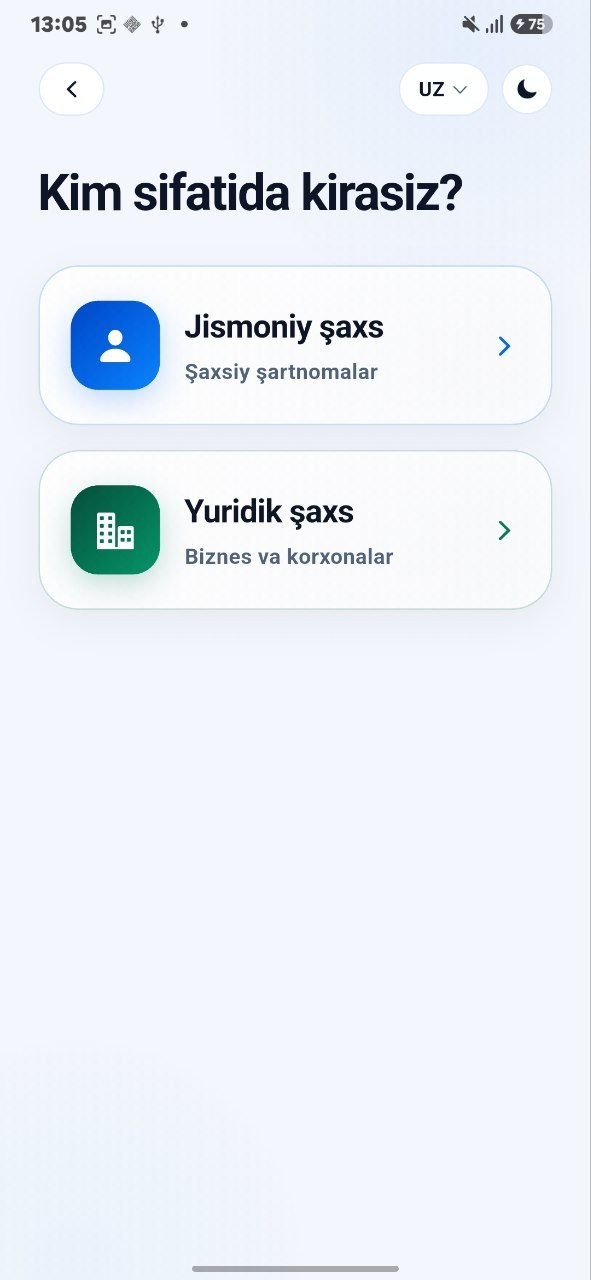 13:05
75
UZ
Kim sifatida kirasiz?
Jismoniy şaxs
Şaxsiy şartnomalar
Yuridik şaxs
Biznes va korxonalar